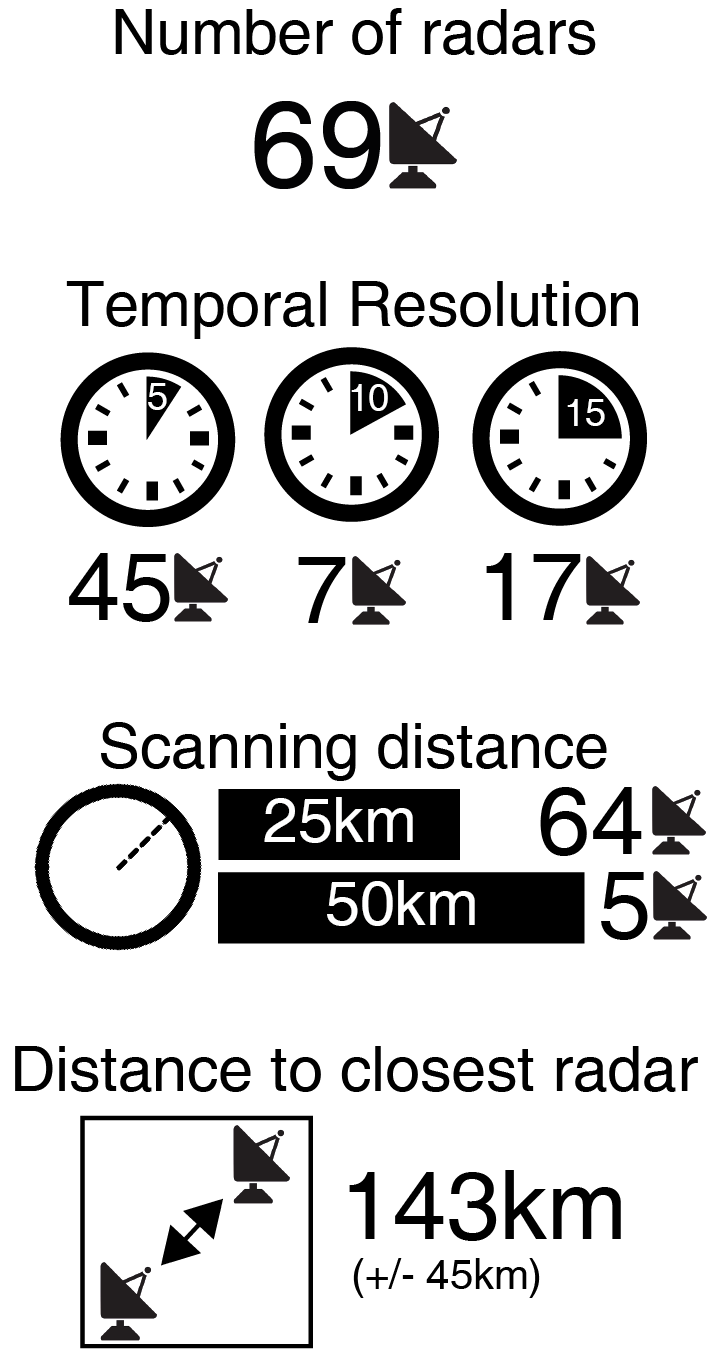 Number of radars
69
Temporal Resolution
5 10 15
45 7 17
Scanning distance
25km 64
50km 5
Distance to closest radar
143km
(+/- 45km)